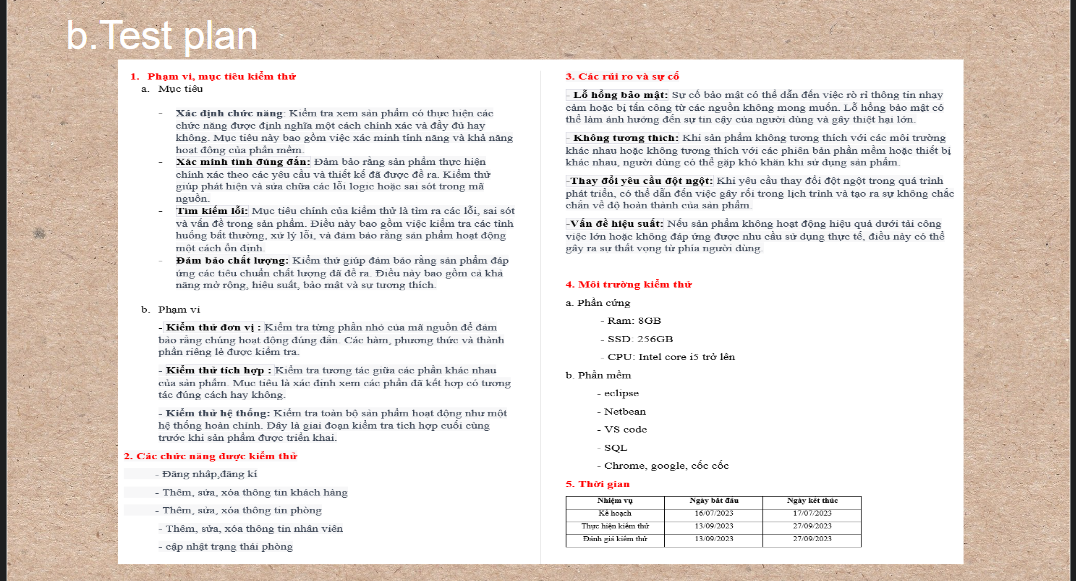 b.Test plan
1. Phạm vi, mục tiêu kiểm thử
a. Mục tiêu
- Xác định chức năng: Kiểm tra xem sản phẩm có thực hiện các
chức năng được định nghĩa một cách chính xác và đầy đủ hay
không. Mục tiêu này bao gồm việc xác minh tính năng và khả năng
hoạt động của phần mềm.
- Xác minh tính đúng đắn: Đảm bảo rằng sản phẩm thực hiện
chính xác theo các yêu cầu và thiết kế đã được đề ra. Kiểm thử
giúp phát hiện và sửa chữa các lỗi logic hoặc sai sót trong mã
nguồn.
- Tìm kiếm lỗi: Mục tiêu chính của kiểm thử là tìm ra các lỗi, sai sót
và vấn đề trong sản phẩm. Điều này bao gồm việc kiểm tra các tình
huống bất thường, xử lý lỗi, và đảm bảo rằng sản phẩm hoạt động
một cách ổn định.
- Đảm bảo chất lượng: Kiểm thử giúp đảm bảo rằng sản phẩm đáp
ứng các tiêu chuẩn chất lượng đã đề ra. Điều này bao gồm cả khả
năng mở rộng, hiệu suất, bảo mật và sự tương thích.
b. Phạm vi
- Kiểm thử đơn vị : Kiểm tra từng phần nhỏ của mã nguồn để đảm
bảo rằng chúng hoạt động đúng đắn. Các hàm, phương thức và thành
phần riêng lẻ được kiểm tra.
- Kiểm thử tích hợp : Kiểm tra tương tác giữa các phần khác nhau
của sản phẩm. Mục tiêu là xác định xem các phần đã kết hợp có tương
tác đúng cách hay không.
- Kiểm thử hệ thống: Kiểm tra toàn bộ sản phẩm hoạt động như một
hệ thống hoàn chỉnh. Đây là giai đoạn kiểm tra tích hợp cuối cùng
trước khi sản phẩm được triển khai.
2. Các chức năng được kiểm thử
- Đăng nhập,đăng kí
- Thêm, sửa, xóa thông tin khách hàng
- Thêm, sửa, xóa thông tin phòng
- Thêm, sửa, xóa thông tin nhân viên
- cập nhật trạng thái phòng
3. Các rủi ro và sự cố
- Lỗ hổng bảo mật: Sự cố bảo mật có thể dẫn đến việc rò rỉ thông tin nhạy
cảm hoặc bị tấn công từ các nguồn không mong muốn. Lỗ hổng bảo mật có
thể làm ảnh hưởng đến sự tin cậy của người dùng và gây thiệt hại lớn.
- Không tương thích: Khi sản phẩm không tương thích với các môi trường
khác nhau hoặc không tương thích với các phiên bản phần mềm hoặc thiết bị
khác nhau, người dùng có thể gặp khó khăn khi sử dụng sản phẩm.
-Thay đổi yêu cầu đột ngột: Khi yêu cầu thay đổi đột ngột trong quá trình
phát triển, có thể dẫn đến việc gây rối trong lịch trình và tạo ra sự không chắc
chắn về độ hoàn thành của sản phẩm.
-Vấn đề hiệu suất: Nếu sản phẩm không hoạt động hiệu quả dưới tải công
việc lớn hoặc không đáp ứng được nhu cầu sử dụng thực tế, điều này có thể
gây ra sự thất vọng từ phía người dùng.
4. Môi trường kiểm thử
a. Phần cứng
- Ram: 8GB
- SSD: 256GB
- CPU: Intel core i5 trở lên
b. Phần mềm
- eclipse
- Netbean
- VS code
- SQL
- Chrome, google, cốc cốc
5. Thời gian
Nhiệm vụ Ngày bắt đầu Ngày kết thúc
Kế hoạch 16/07/2023 17/07/2023
Thực hiện kiểm thử 13/09/2023 27/09/2023
Đánh giá kiểm thử 13/09/2023 27/09/2023